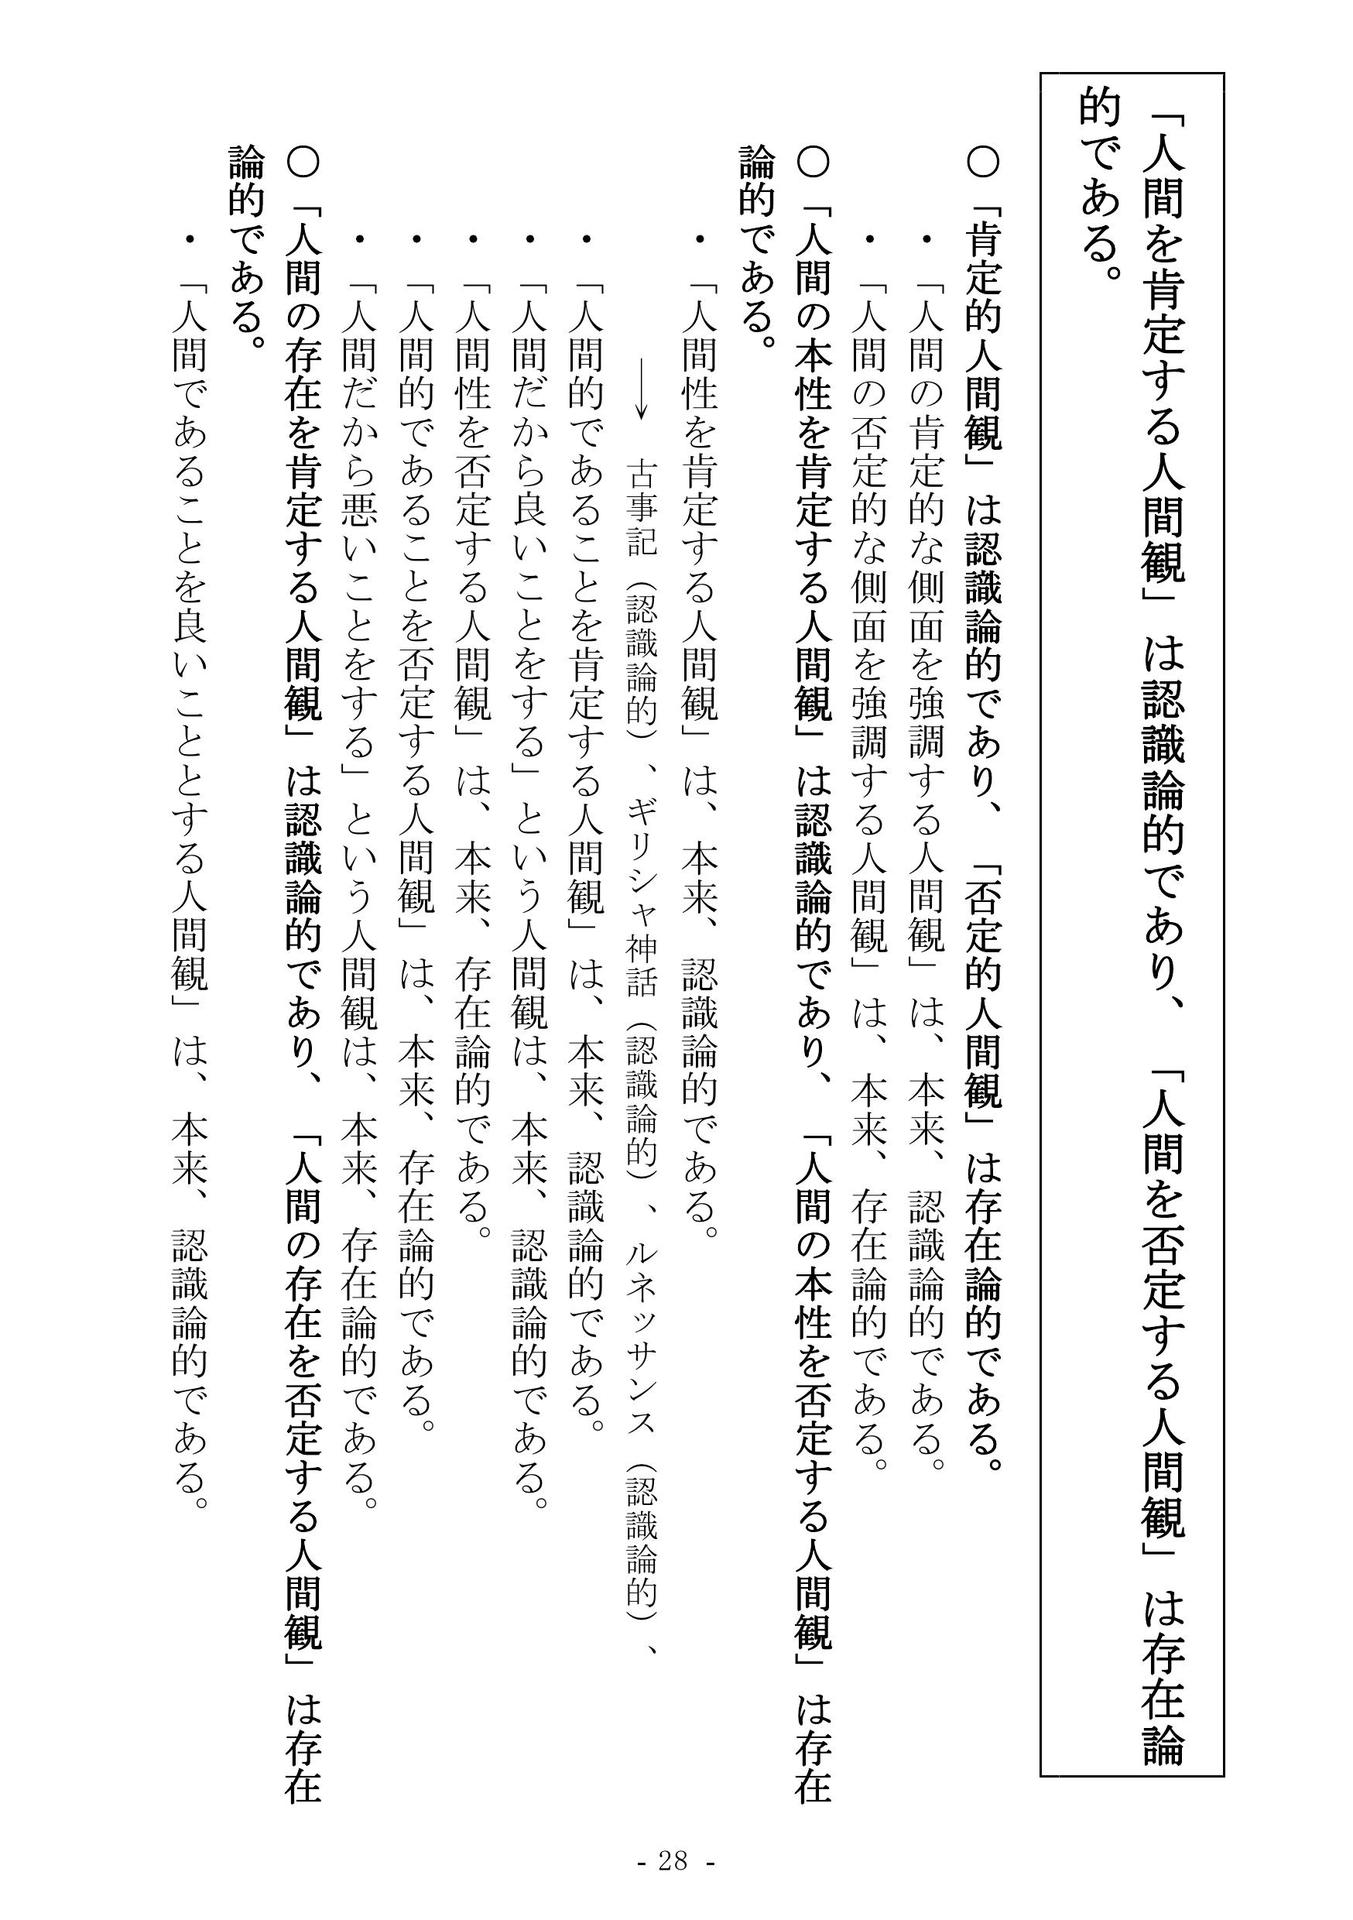 「人間を肯定する人間観」は認識論的であり、「人間を否定する人間観」は存在論
的である。
〇「肯定的人間観」は認識論的であり、「否定的人間観」は存在論的である。
・「人間の肯定的な側面を強調する人間観」は、本来、認識論的である。
・「人間の否定的な側面を強調する人間観」は、本来、存在論的である。
〇「人間の本性を肯定する人間観」は認識論的であり、「人間の本性を否定する人間観」は存在
論的である。
・「人間性を肯定する人間観」は、本来、認識論的である。
→ 古事記（認識論的）、ギリシャ神話（認識論的）、ルネッサンス（認識論的）、
・「人間的であることを肯定する人間観」は、本来、認識論的である。
・「人間だから良いことをする」という人間観は、本来、認識論的である。
・「人間性を否定する人間観」は、本来、存在論的である。
・「人間的であることを否定する人間観」は、本来、存在論的である。
・「人間だから悪いことをする」という人間観は、本来、存在論的である。
〇「人間の存在を肯定する人間観」は認識論的であり、「人間の存在を否定する人間観」は存在
論的である。
・「人間であることを良いこととする人間観」は、本来、認識論的である。
- 28 -